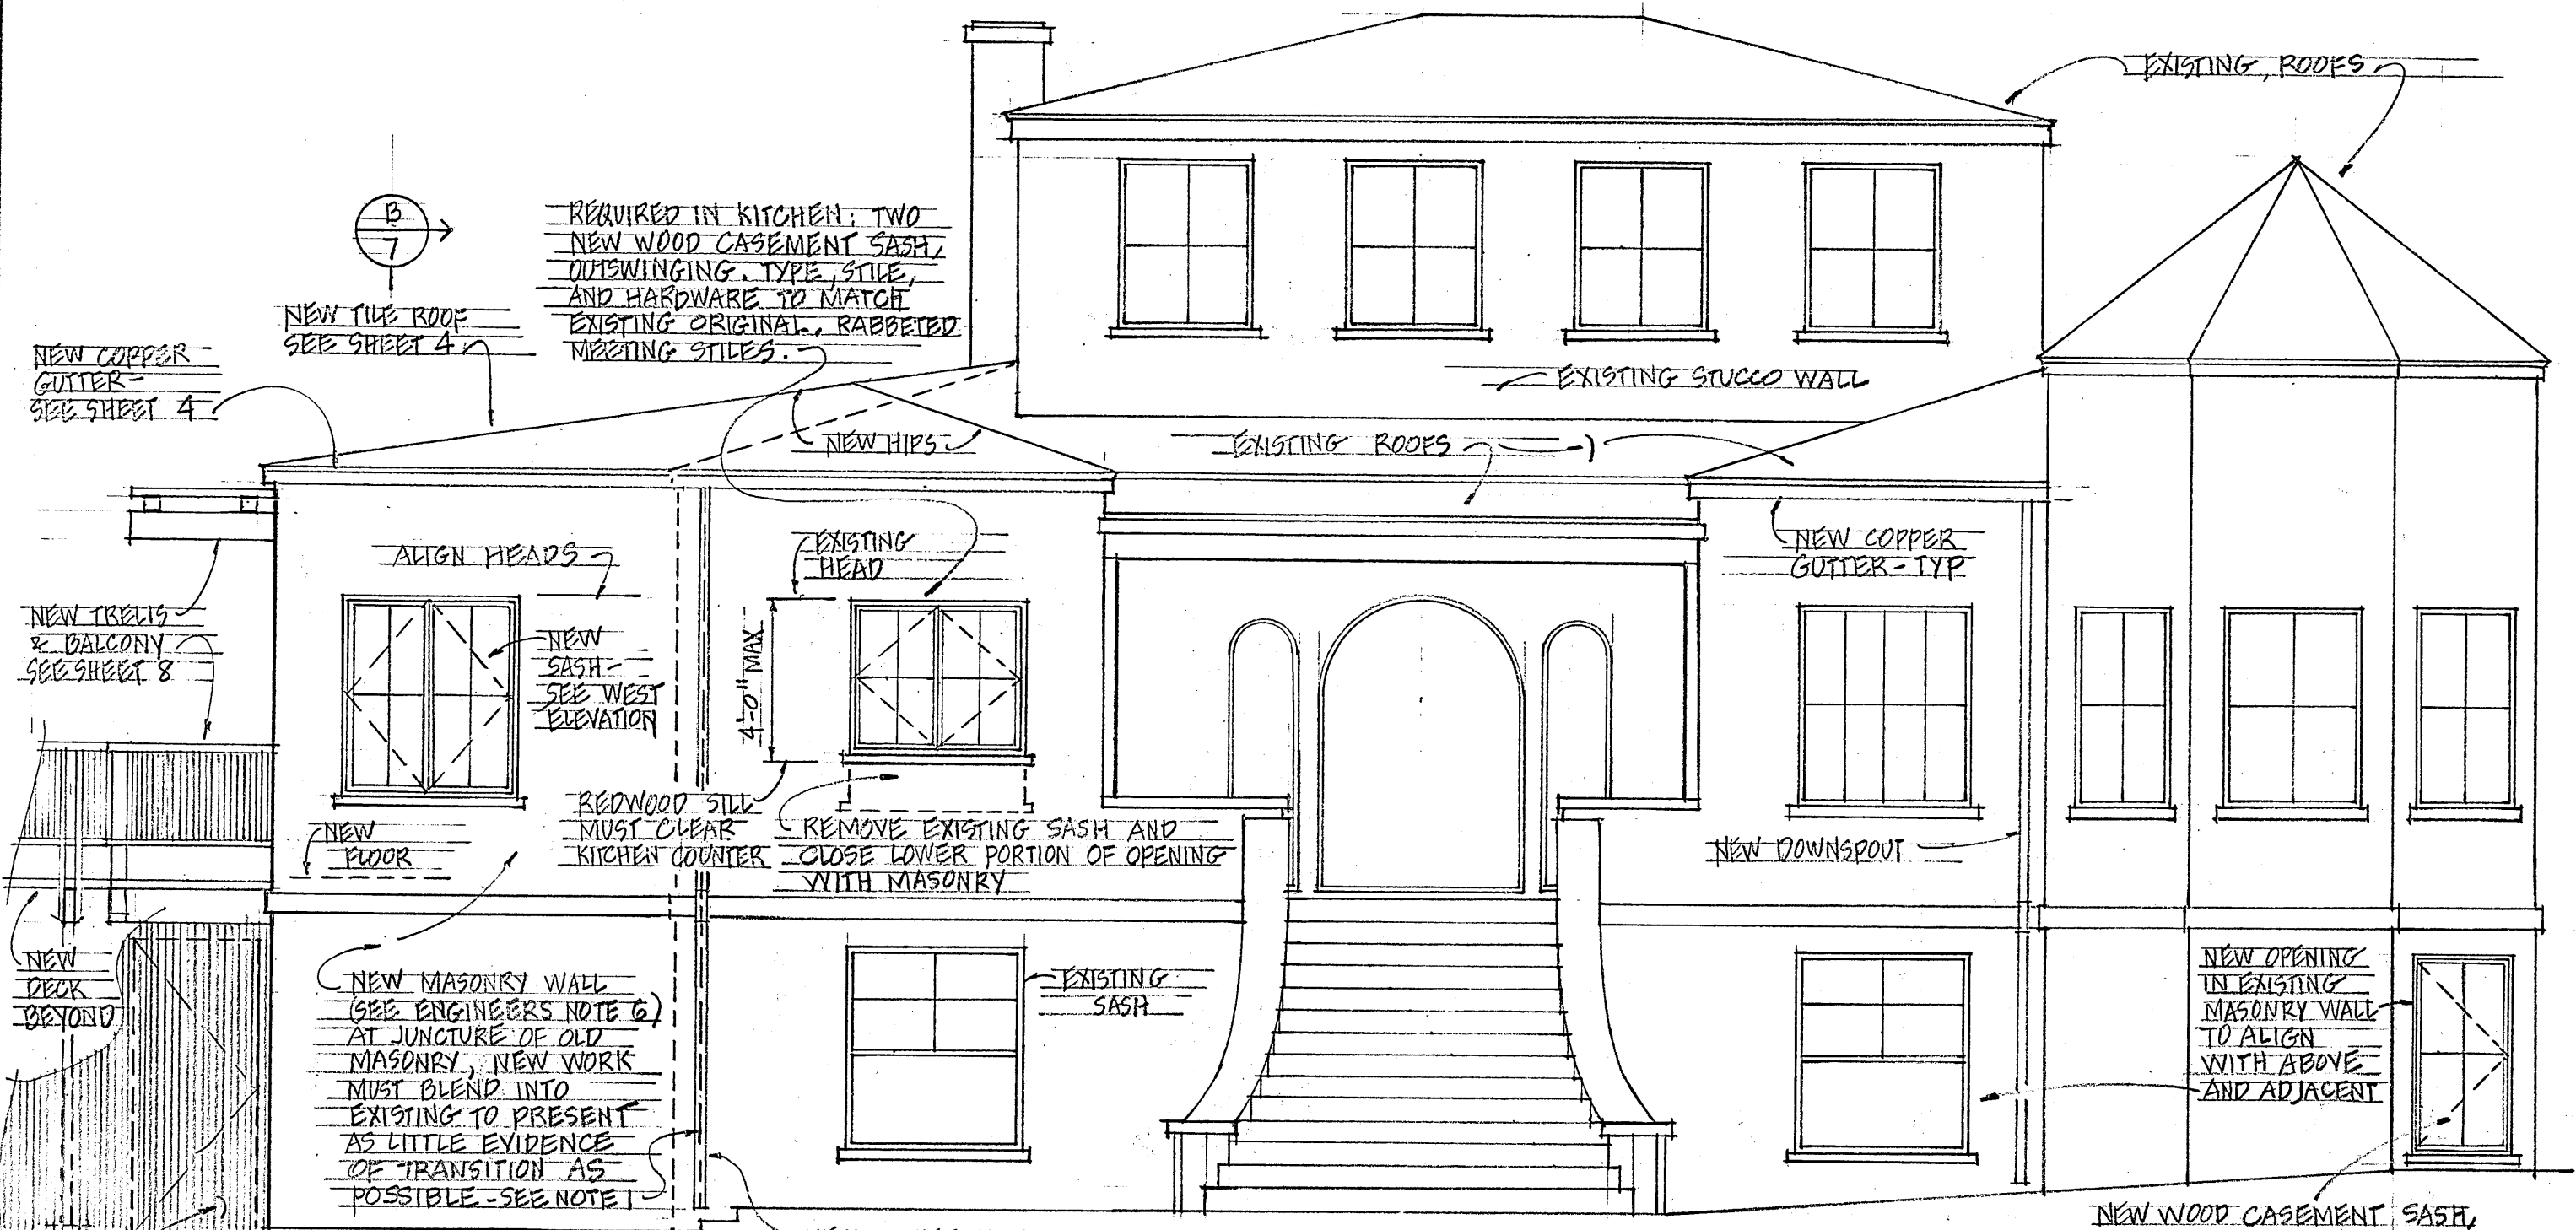 EXISTING, ROOFS
B
7
REQUIRED IN KITCHEN: TWO
NEW WOOD CASEMENT SASH,
OUTSWINGING. TYPE, STILE,
AND HARDWARE TO MATCH
EXISTING ORIGINAL. RABBETED
MEETING STILES.
NEW TILE ROOF
SEE SHEET 4
NEW COPPER
GUTTER-
SEE SHEET 4
EXISTING STUCCO WALL
NEW HIPS
EXISTING ROOFS
ALIGN HEADS
EXISTING
HEAD
NEW COPPER
GUTTER-TYP
NEW TRELIS
& BALCONY
SEE SHEET 8
NEW
SASH-
SEE WEST
ELEVATION
4'-0" MAX
REDWOOD SILL
MUST CLEAR
KITCHEN COUNTER
REMOVE EXISTING SASH AND
CLOSE LOWER PORTION OF OPENING
WITH MASONRY
NEW
FLOOR
NEW DOWNSPOUT
NEW
DECK
BEYOND
NEW MASONRY WALL
(SEE ENGINEERS NOTE 6)
AT JUNCTURE OF OLD
MASONRY, NEW WORK
MUST BLEND INTO
EXISTING TO PRESENT
AS LITTLE EVIDENCE
OF TRANSITION AS
POSSIBLE-SEE NOTE 1
EXISTING
SASH
NEW OPENING
IN EXISTING
MASONRY WALL
TO ALIGN
WITH ABOVE
AND ADJACENT
NEW WOOD CASEMENT SASH,